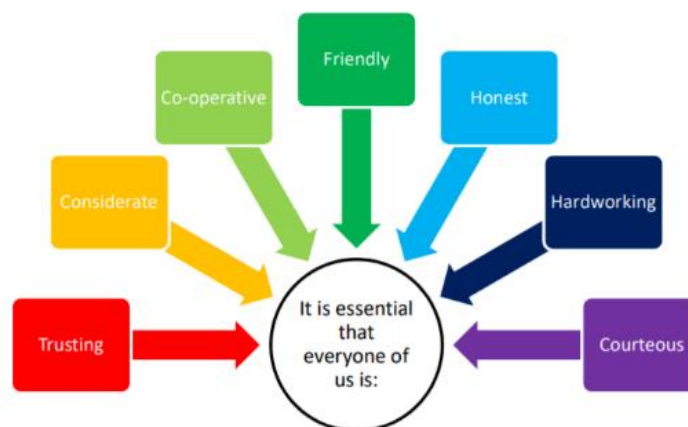 Friendly
Co-operative
Honest
Considerate
Hardworking
Trusting
Courteous
It is essential
that
everyone of
us is: